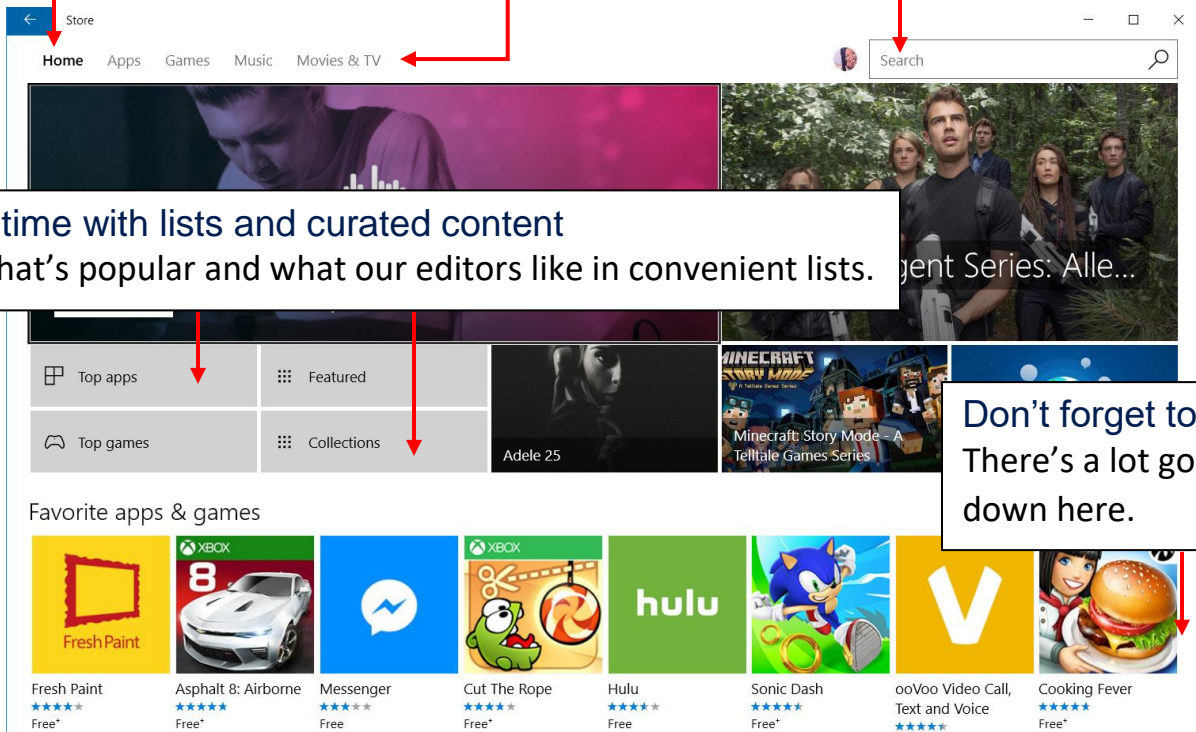 Store
Home Apps Games Music Movies & TV
Search
time with lists and curated content
hat’s popular and what our editors like in convenient lists.
gent Series: Alle...
Top apps
Featured
Top games
Collections
Adele 25
MINECRAFT
STORY MODE
A Telltale Games Series
Minecraft: Story Mode - A
Telltale Games Series
Don’t forget to
There’s a lot go
down here.
Favorite apps & games
Fresh Paint
XBOX
8
XBOX
hulu
Fresh Paint
Asphalt 8: Airborne
Messenger
Cut The Rope
Hulu
Sonic Dash
ooVoo Video Call,
Text and Voice
Cooking Fever
Free+
Free+
Free
Free+
Free
Free+
Free+